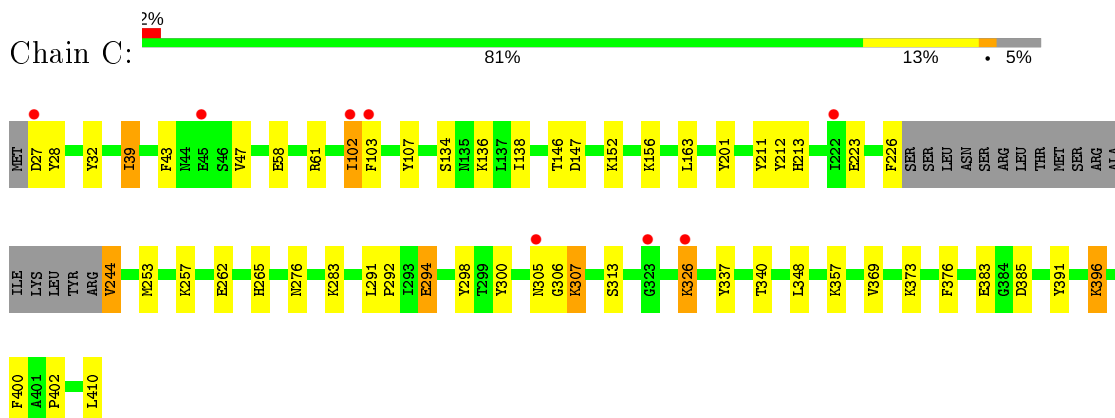 2%
Chain C:
81% 13% • 5%
MET D27 Y28 Y32 I39 F43 N44 E45 S46 V47 E58 R61 I102 F103 Y107 S134 N135 K136 L137 I138 T146 D147 K152 K156 L163 Y201 Y211 Y212 H213 I222 E223 F226 SER SER LEU ASN SER ARG LEU THR MET SER ARG ALA
ILE LYS LEU TYR ARG V244 M253 K257 E262 H265 N276 K283 L291 P292 I293 E294 Y298 T299 Y300 N305 G306 K307 S313 G323 K326 Y337 T340 L348 K357 V369 K373 F376 E383 G384 D385 Y391 K396
F400 A401 P402 L410